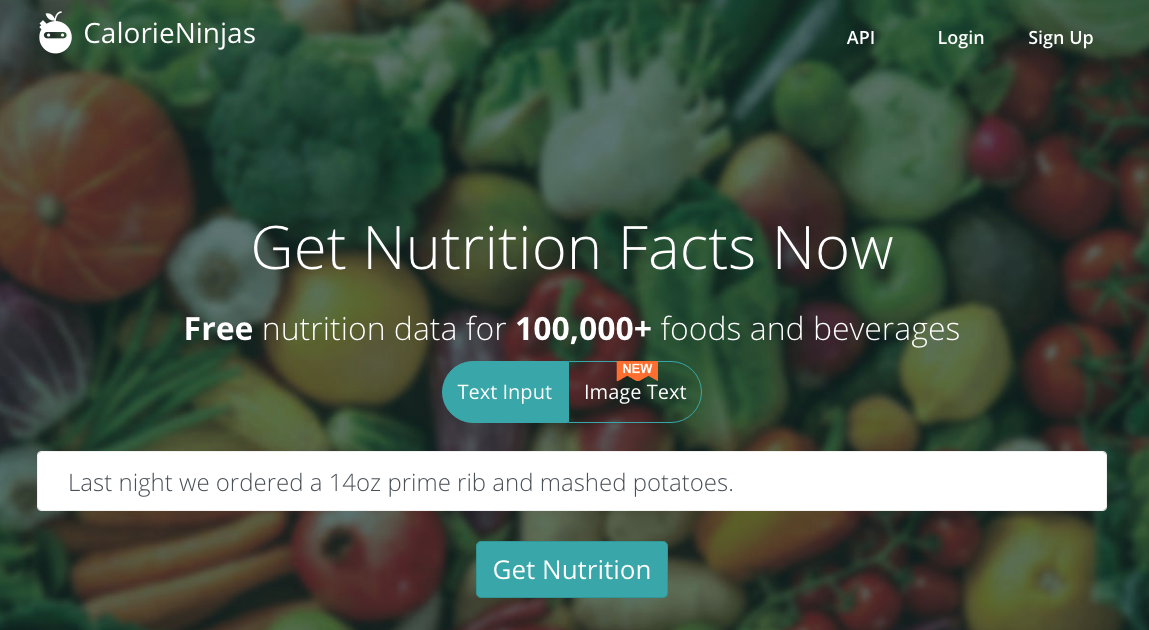 CalorieNinjas
API Login Sign Up
Get Nutrition Facts Now
Free nutrition data for 100,000+ foods and beverages
NEW
Text Input Image Text
Last night we ordered a 14oz prime rib and mashed potatoes.
Get Nutrition